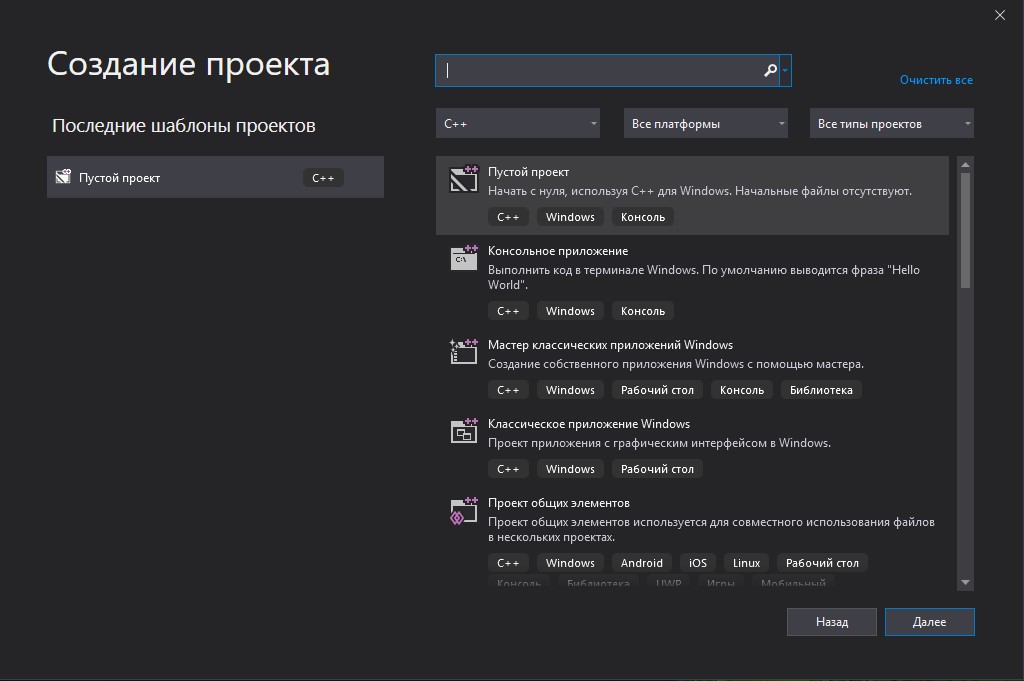 Создание проекта
Очистить все
Последние шаблоны проектов
C++
Все платформы
Все типы проектов
Пустой проект
C++
Пустой проект
Начать с нуля, используя C++ для Windows. Начальные файлы отсутствуют.
C++ Windows Консоль
Консольное приложение
C:\
Выполнить код в терминале Windows. По умолчанию выводится фраза "Hello
World".
C++ Windows Консоль
Мастер классических приложений Windows
Создание собственного приложения Windows с помощью мастера.
C++ Windows Рабочий стол Консоль Библиотека
Классическое приложение Windows
Проект приложения с графическим интерфейсом в Windows.
C++ Windows Рабочий стол
Проект общих элементов
Проект общих элементов используется для совместного использования файлов
в нескольких проектах.
C++ Windows Android iOS Linux Рабочий стол
Консоль Библиотека UWP Игры Мобильный
Назад
Далее